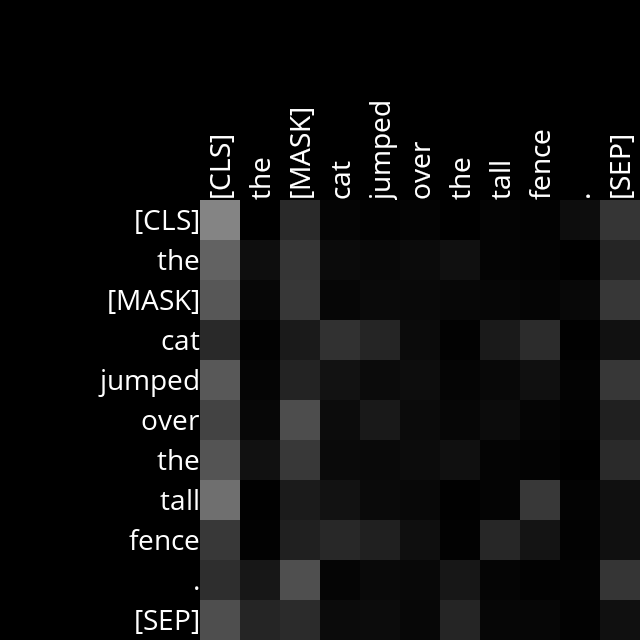 [CLS] the [MASK] cat jumped over the tall fence . [SEP]
[CLS]
the
[MASK]
cat
jumped
over
the
tall
fence
.
[SEP]